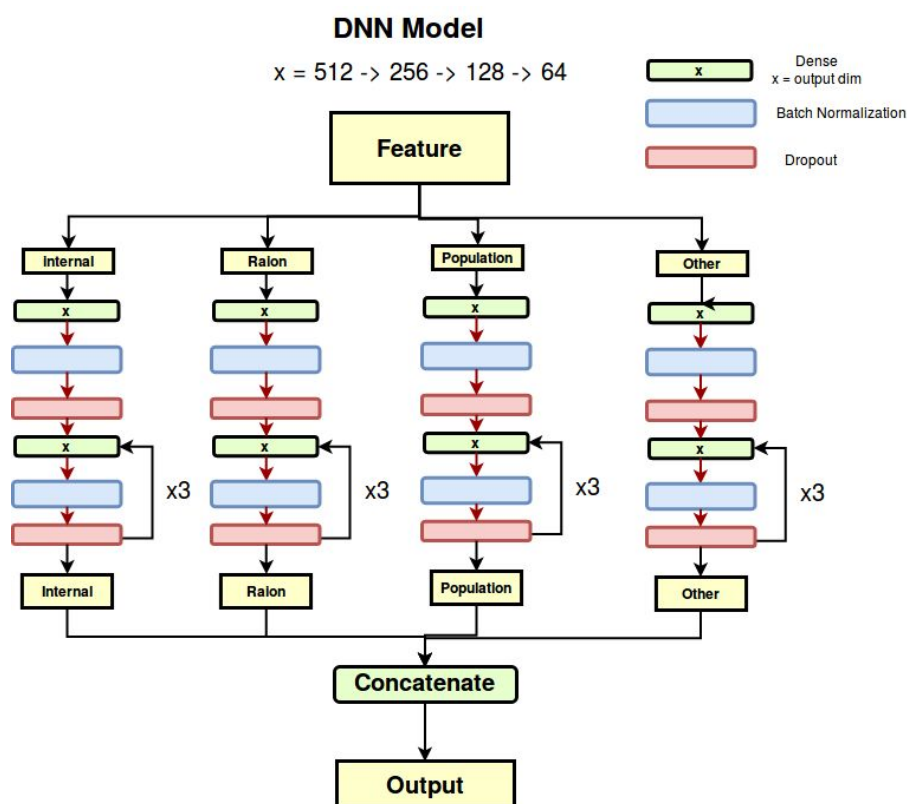 DNN Model
x = 512 -> 256 -> 128 -> 64
x
Dense
x = output dim
Batch Normalization
Dropout
Feature
Internal
Raion
Population
Other
x
x
x
x
x
x
x
x
x3
x3
x3
x3
Internal
Raion
Population
Other
Concatenate
Output